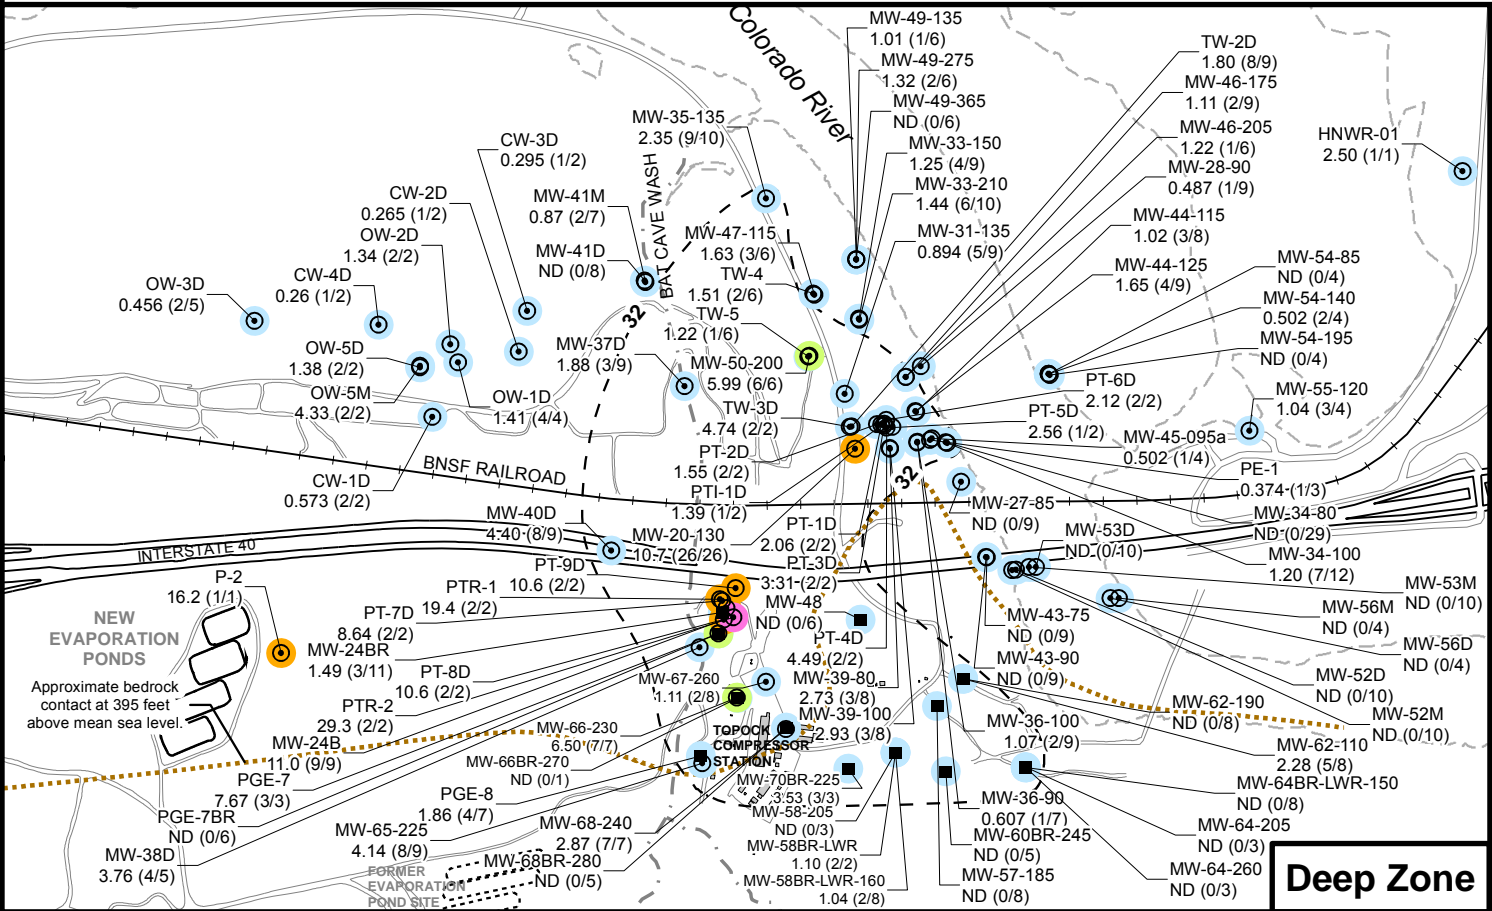 MW-49-135
1.01 (1/6)
MW-49-275
1.32 (2/6)
MW-49-365
ND (0/6)
MW-33-150
1.25 (4/9)
MW-33-210
1.44 (6/10)
MW-31-135
0.894 (5/9)
TW-2D
1.80 (8/9)
MW-46-175
1.11 (2/9)
MW-46-205
1.22 (1/6)
MW-28-90
0.487 (1/9)
MW-44-115
1.02 (3/8)
MW-44-125
1.65 (4/9)
HNWR-01
2.50 (1/1)
MW-54-85
ND (0/4)
MW-54-140
0.502 (2/4)
MW-54-195
ND (0/4)
Colorado River
MW-35-135
2.35 (9/10)
CW-3D
0.295 (1/2)
BAT CAVE WASH
MW-41M
0.87 (2/7)
CW-2D
0.265 (1/2)
MW-41D
ND (0/8)
OW-2D
1.34 (2/2)
CW-4D
0.26 (1/2)
OW-3D
0.456 (2/5)
MW-47-115
1.63 (3/6)
TW-4
1.51 (2/6)
TW-5
1.22 (1/6)
32
OW-5D
1.38 (2/2)
OW-5M
4.33 (2/2)
OW-1D
1.41 (4/4)
MW-37D
1.88 (3/9)
MW-50-200
5.99 (6/6)
TW-3D
4.74 (2/2)
PT-6D
2.12 (2/2)
PT-5D
2.56 (1/2)
MW-55-120
1.04 (3/4)
MW-45-095a
0.502 (1/4)
PE-1
0.374 (1/3)
MW-34-80
ND (0/29)
MW-34-100
1.20 (7/12)
PT-2D
1.55 (2/2)
PTI-1D
1.39 (1/2)
32
BNSF RAILROAD
CW-1D
0.573 (2/2)
MW-40D
4.40 (8/9)
MW-20-130
10.7 (26/26)
PT-1D
2.06 (2/2)
PT-3D
3.31 (2/2)
MW-27-85
ND (0/9)
MW-53D
ND (0/10)
MW-53M
ND (0/10)
INTERSTATE 40
PT-9D
10.6 (2/2)
P-2
16.2 (1/1)
PTR-1
19.4 (2/2)
PT-7D
8.64 (2/2)
MW-24BR
1.49 (3/11)
PT-8D
10.6 (2/2)
PTR-2
29.3 (2/2)
MW-24B
11.0 (9/9)
PGE-7
7.67 (3/3)
PGE-7BR
ND (0/6)
MW-38D
3.76 (4/5)
NEW
EVAPORATION
PONDS
Approximate bedrock
contact at 395 feet
above mean sea level.
MW-48
ND (0/6)
PT-4D
4.49 (2/2)
MW-39-80
2.73 (3/8)
MW-39-100
2.93 (3/8)
MW-43-75
ND (0/9)
MW-43-90
ND (0/9)
MW-56M
ND (0/4)
MW-56D
ND (0/4)
MW-52D
ND (0/10)
MW-52M
ND (0/10)
MW-67-260
1.11 (2/8)
MW-66-230
6.50 (7/7)
MW-66BR-270
ND (0/1)
TOPOCK
COMPRESSOR
STATION
PGE-8
1.86 (4/7)
MW-65-225
4.14 (8/9)
MW-68-240
2.87 (7/7)
MW-68BR-280
ND (0/5)
MW-70BR-225
3.53 (3/3)
MW-58-205
ND (0/3)
MW-58BR-LWR
1.10 (2/2)
MW-58BR-LWR-160
1.04 (2/8)
MW-36-100
1.07 (2/9)
MW-36-90
0.607 (1/7)
MW-60BR-245
ND (0/5)
MW-57-185
ND (0/8)
MW-62-190
ND (0/8)
MW-62-110
2.28 (5/8)
MW-64BR-LWR-150
ND (0/8)
MW-64-205
ND (0/3)
MW-64-260
ND (0/3)
FORMER
EVAPORATION
POND SITE
Deep Zone